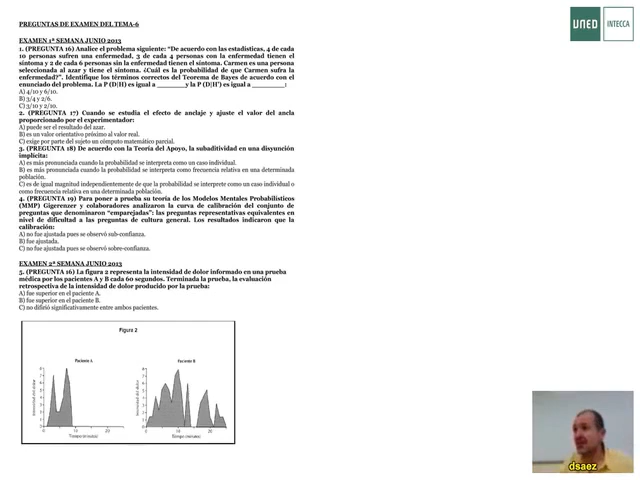 PREGUNTAS DE EXAMEN DEL TEMA-6
EXAMEN 1ª SEMANA JUNIO 2013
1. (PREGUNTA 16) Analice el problema siguiente: "De acuerdo con las estadísticas, 4 de cada
10 personas sufren una enfermedad, 3 de cada 4 personas con la enfermedad tienen el
síntoma y 2 de cada 6 personas sin la enfermedad tienen el síntoma. Carmen es una persona
seleccionada al azar y tiene el síntoma. ¿Cuál es la probabilidad de que Carmen sufra la
enfermedad?". Identifique los términos correctos del Teorema de Bayes de acuerdo con el
enunciado del problema. La P (D|H) es igual a _______ y la P (D|H') es igual a ________:
A) 4/10 y 6/10.
B) 3/4 y 2/6.
C) 3/10 y 2/10.
2. (PREGUNTA 17) Cuando se estudia el efecto de anclaje y ajuste el valor del ancla
proporcionado por el experimentador:
A) puede ser el resultado del azar.
B) es un valor orientativo próximo al valor real.
C) exige por parte del sujeto un cómputo matemático parcial.
3. (PREGUNTA 18) De acuerdo con la Teoría del Apoyo, la subaditividad en una disyunción
implícita:
A) es más pronunciada cuando la probabilidad se interpreta como un caso individual.
B) es más pronunciada cuando la probabilidad se interpreta como frecuencia relativa en una determinada
población.
C) es de igual magnitud independientemente de que la probabilidad se interprete como un caso individual o
como frecuencia relativa en una determinada población.
4. (PREGUNTA 19) Para poner a prueba su teoría de los Modelos Mentales Probabilísticos
(MMP) Gigerenzer y colaboradores analizaron la curva de calibración del conjunto de
preguntas que denominaron "emparejadas": las preguntas representativas equivalentes en
nivel de dificultad a las preguntas de cultura general. Los resultados indicaron que la
calibración:
A) no fue ajustada pues se observó sub-confianza.
B) fue ajustada.
C) no fue ajustada pues se observó sobre-confianza.
EXAMEN 2ª SEMANA JUNIO 2013
5. (PREGUNTA 16) La figura 2 representa la intensidad de dolor informado en una prueba
médica por los pacientes A y B cada 60 segundos. Terminada la prueba, la evaluación
retrospectiva de la intensidad de dolor producido por la prueba:
A) fue superior en el paciente A.
B) fue superior en el paciente B.
C) no difirió significativamente entre ambos pacientes.
Figura 2
Paciente A
Paciente B
Intensidad del dolor
Tiempo (minutos)
Intensidad del dolor
Tiempo (minutos)
UNED
INTECCA
dsaez